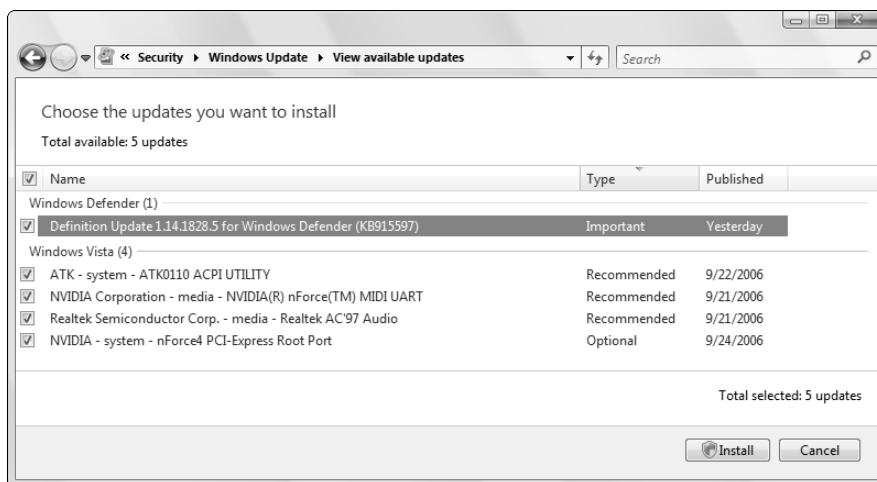 « Security ▸ Windows Update ▸ View available updates Search
Choose the updates you want to install
Total available: 5 updates
Name Type Published
Windows Defender (1)
Definition Update 1.14.1828.5 for Windows Defender (KB915597) Important Yesterday
Windows Vista (4)
ATK - system - ATK0110 ACPI UTILITY Recommended 9/22/2006
NVIDIA Corporation - media - NVIDIA(R) nForce(TM) MIDI UART Recommended 9/21/2006
Realtek Semiconductor Corp. - media - Realtek AC'97 Audio Recommended 9/21/2006
NVIDIA - system - nForce4 PCI-Express Root Port Optional 9/24/2006
Total selected: 5 updates
Install Cancel